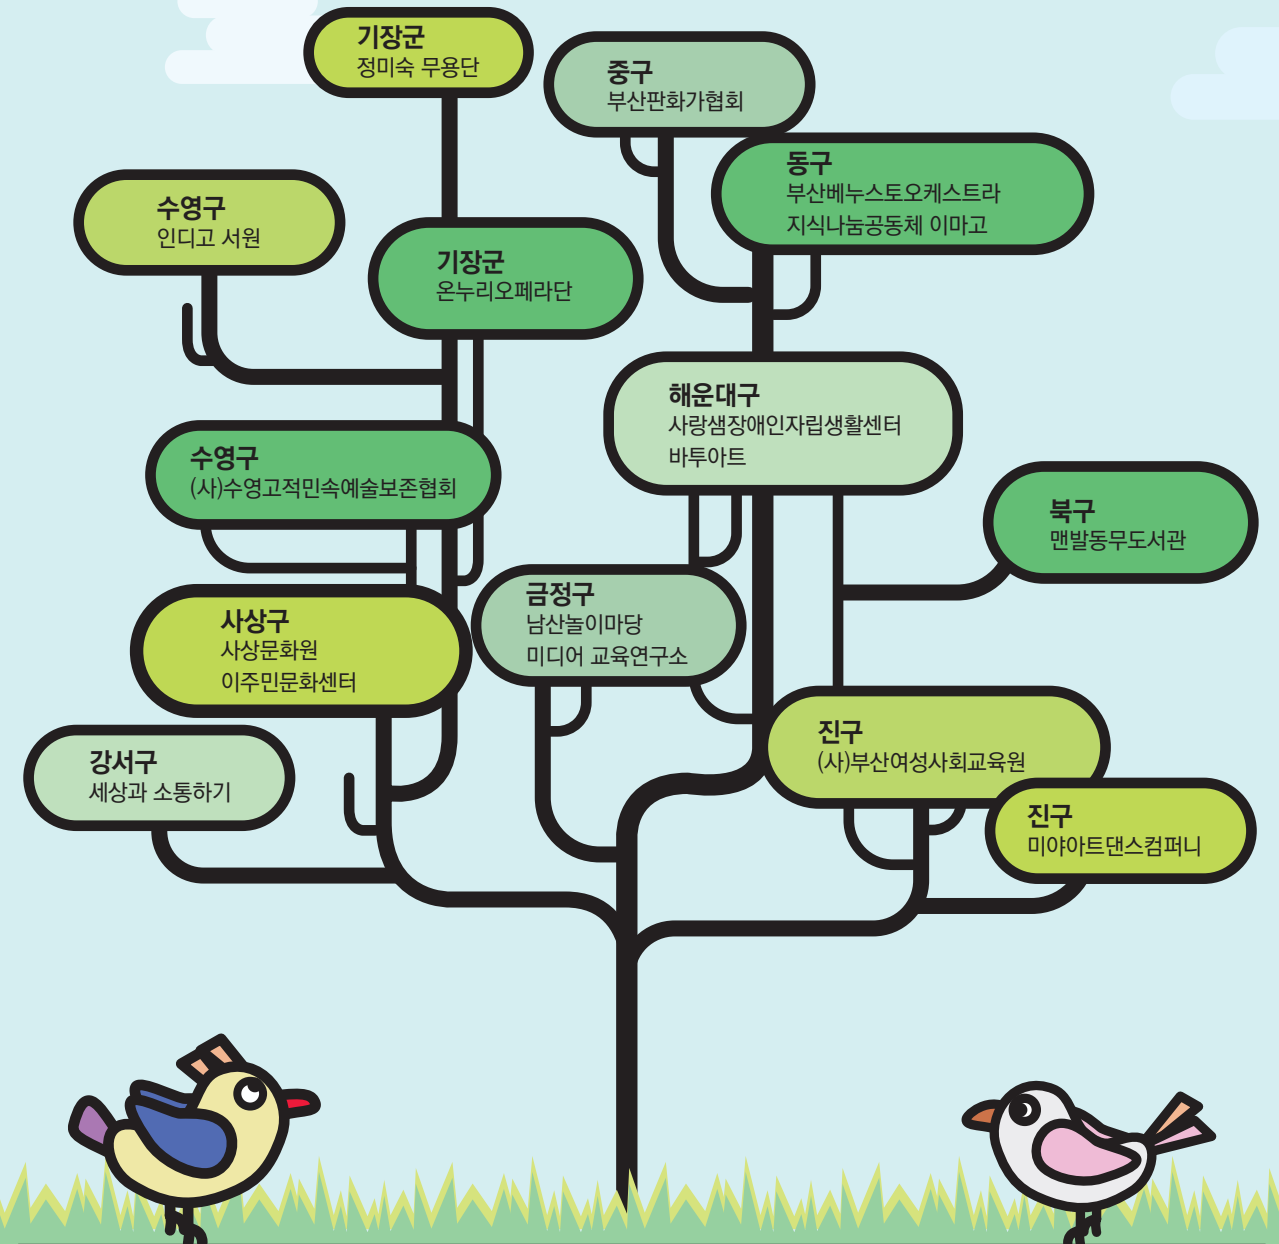 기장군
정미숙 무용단
중구
부산판화가협회
동구
부산베누스토오케스트라
지식나눔공동체 이마고
수영구
인디고 서원
기장군
온누리오페라단
해운대구
사랑샘장애인자립생활센터
바투아트
수영구
(사)수영고적민속예술보존협회
북구
맨발동무도서관
사상구
사상문화원
이주민문화센터
금정구
남산놀이마당
미디어 교육연구소
진구
(사)부산여성사회교육원
강서구
세상과 소통하기
진구
미야아트댄스컴퍼니